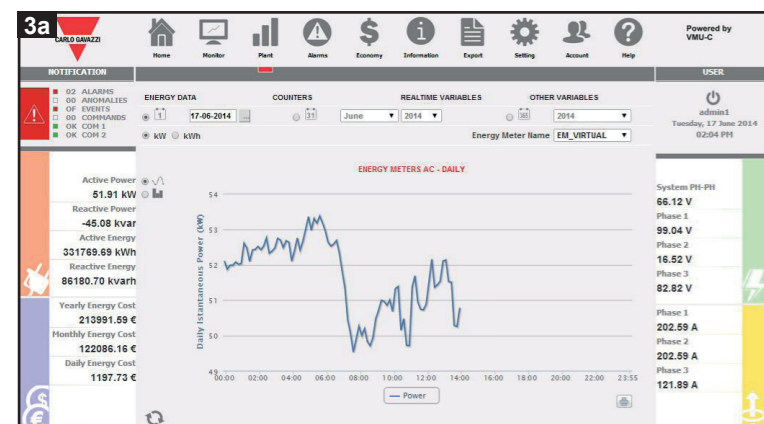 3a
CARLO GAVAZZI
Home Monitor Plant Alarms Economy Information Export Setting Account Help
Powered by
VMU-C
NOTIFICATION
USER
02 ALARMS
00 ANOMALIES
OF EVENTS
00 COMMANDS
OK COM 1
OK COM 2
ENERGY DATA COUNTERS REALTIME VARIABLES OTHER VARIABLES
1 17-06-2014 ... 31 June 2014 365 2014
kW kWh Energy Meter Name EM_VIRTUAL
admin1
Tuesday, 17 June 2014
02:04 PM
Active Power
51.91 kW
Reactive Power
-45.08 kvar
Active Energy
331769.69 kWh
Reactive Energy
86180.70 kvarh
Yearly Energy Cost
213991.59 €
Monthly Energy Cost
122086.16 €
Daily Energy Cost
1197.73 €
$
€
ENERGY METERS AC - DAILY
Daily Istantaneous Power (kW)
54
53
52
51
50
49
00:00 02:00 04:00 06:00 08:00 10:00 12:00 14:00 16:00 18:00 20:00 22:00 23:55
Power
System PH-PH
66.12 V
Phase 1
99.04 V
Phase 2
16.52 V
Phase 3
82.82 V
Phase 1
202.59 A
Phase 2
202.59 A
Phase 3
121.89 A